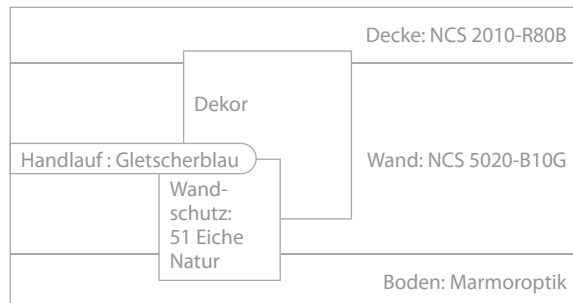 Decke: NCS 2010-R80B
Dekor
Handlauf : Gletscherblau
Wand: NCS 5020-B10G
Wand-
schutz:
51 Eiche
Natur
Boden: Marmoroptik